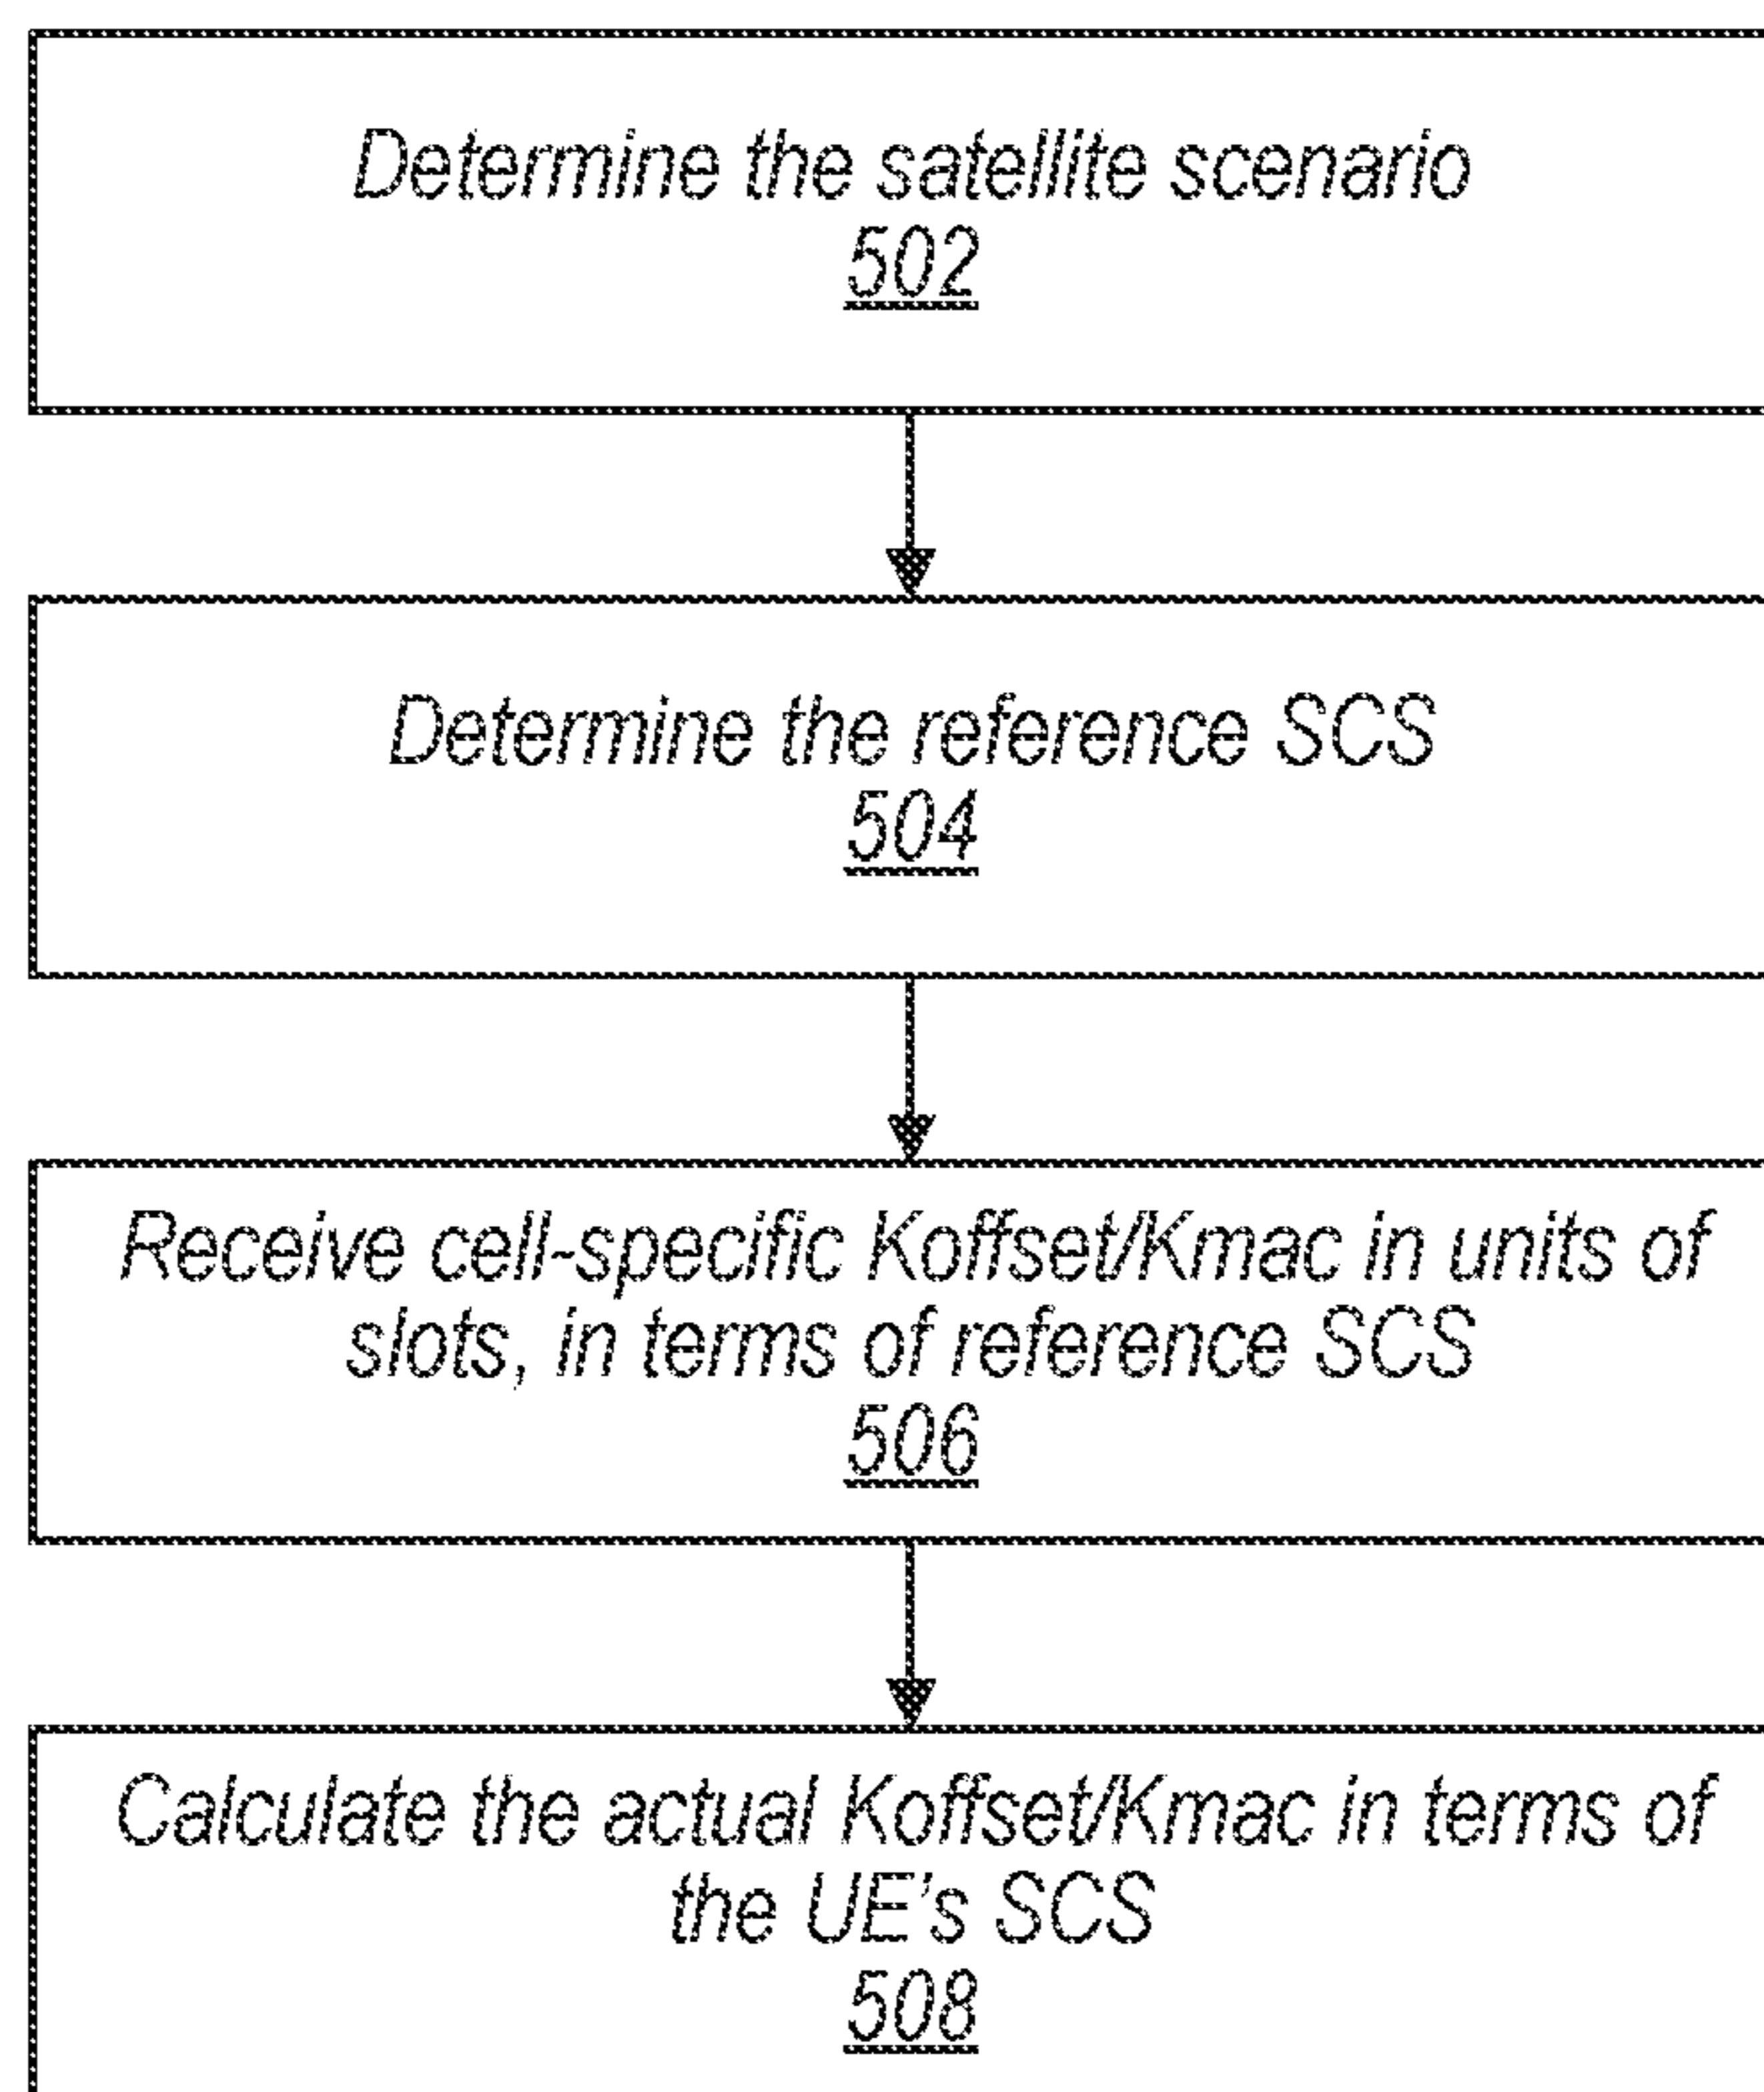 Determine the satellite scenario
502
Determine the reference SCS
504
Receive cell-specific Koffset/Kmac in units of
slots, in terms of reference SCS
506
Calculate the actual Koffset/Kmac in terms of
the UE's SCS
508